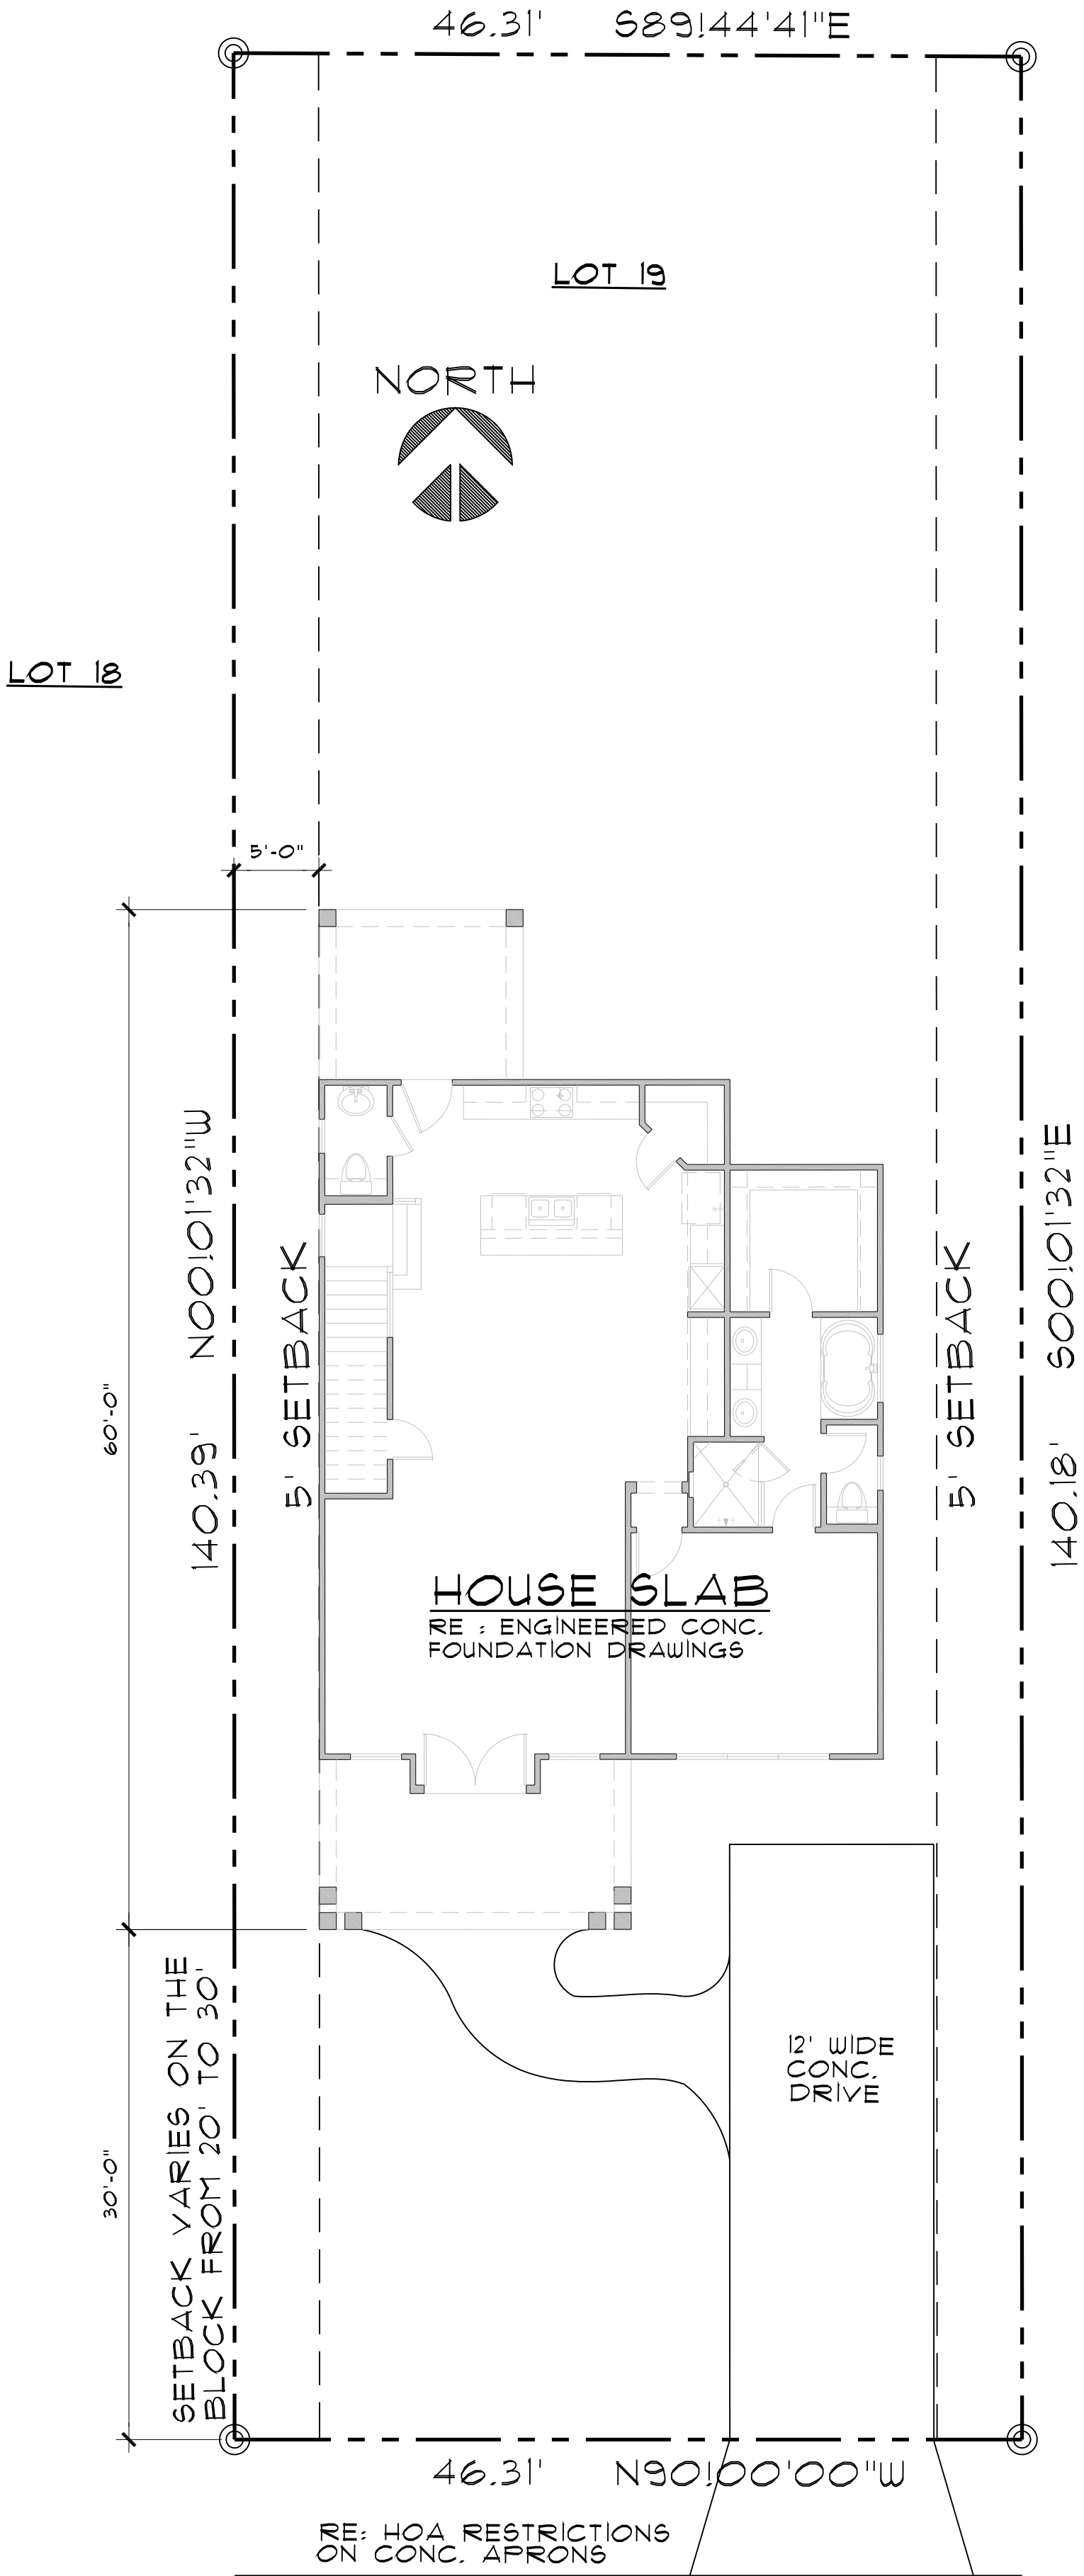 46.31' S89!44'41"E
LOT 19
NORTH
LOT 18
5'-0"
140.39' N00!01'32"W
5' SETBACK
5' SETBACK
140.18' S00!01'32"E
60'-0"
HOUSE SLAB
RE : ENGINEERED CONC.
FOUNDATION DRAWINGS
12' WIDE
CONC.
DRIVE
30'-0"
SETBACK VARIES ON THE
BLOCK FROM 20' TO 30'
46.31' N90!00'00"W
RE: HOA RESTRICTIONS
ON CONC. APRONS